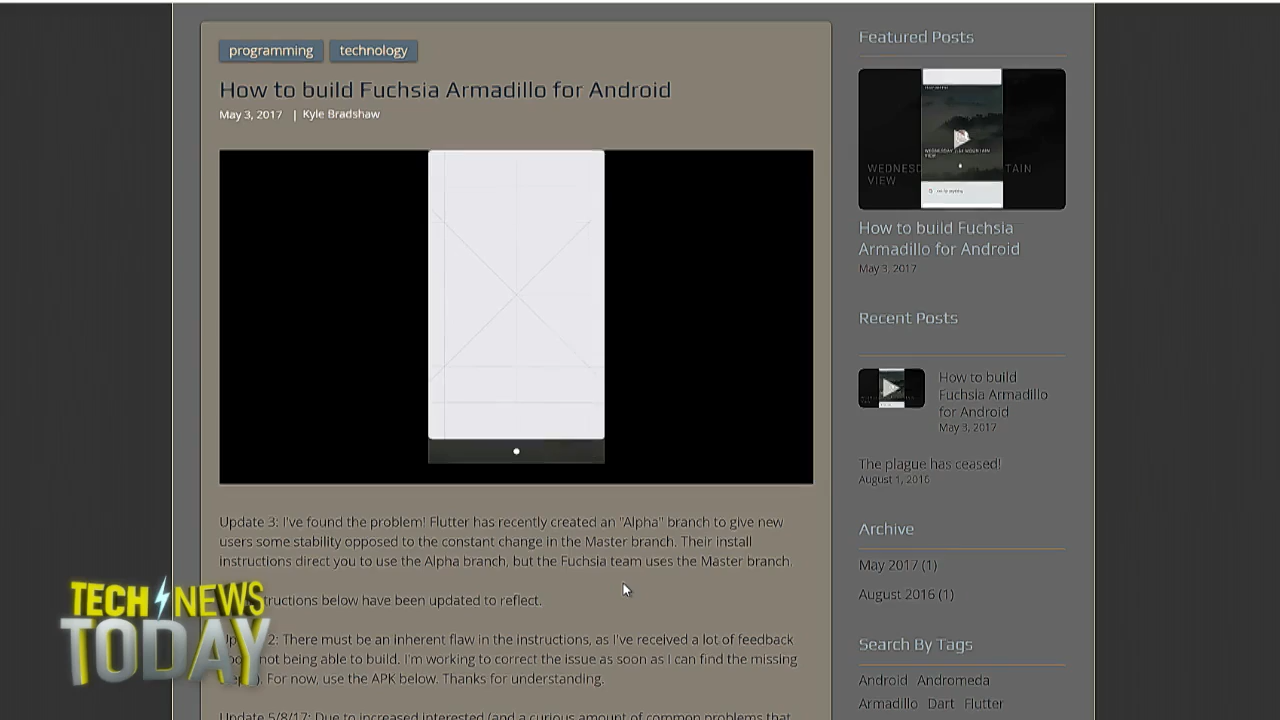 programming technology
How to build Fuchsia Armadillo for Android
May 3, 2017 | Kyle Bradshaw
Update 3: I've found the problem! Flutter has recently created an "Alpha" branch to give new
users some stability opposed to the constant change in the Master branch. Their install
instructions direct you to use the Alpha branch, but the Fuchsia team uses the Master branch.
below have been updated to reflect.
2: There must be an inherent flaw in the instructions, as I've received a lot of feedback
not being able to build. I'm working to correct the issue as soon as I can find the missing
For now, use the APK below. Thanks for understanding.
Update 5/8/17: Due to increased interested (and a curious amount of common problems that
Featured Posts
How to build Fuchsia
Armadillo for Android
May 3, 2017
Recent Posts
How to build
Fuchsia Armadillo
for Android
May 3, 2017
The plague has ceased!
August 1, 2016
Archive
May 2017 (1)
August 2016 (1)
Search By Tags
Android Andromeda
Armadillo Dart Flutter
TECH NEWS
TODAY